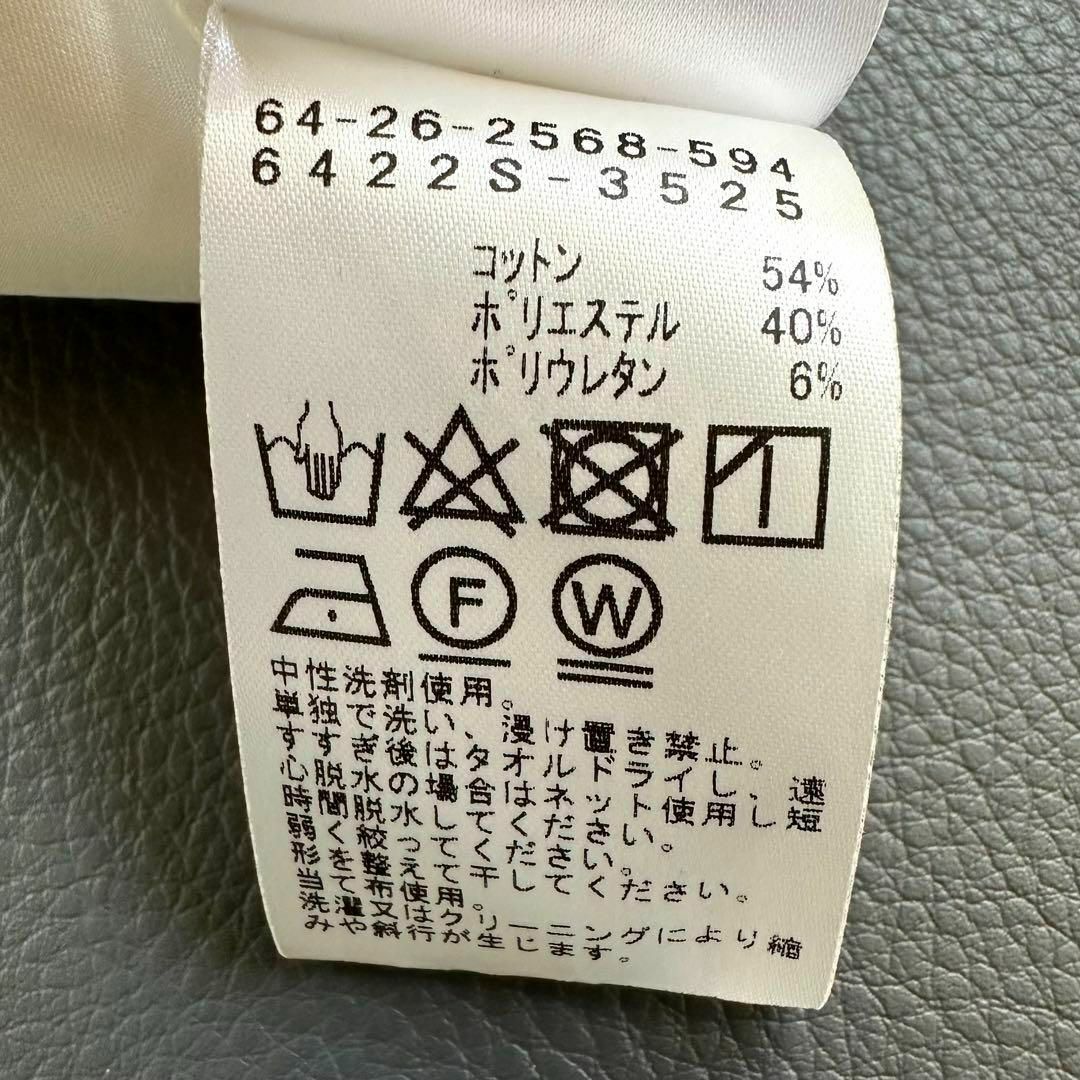 64-26-2568-594
6422S-3525
コットン 54%
ポリエステル 40%
ポリウレタン 6%
F
W
中性洗剤使用。
単独で洗い、浸け置き禁止。
すすぎ後はタオルドライし、遠
心脱水の場合はネット使用し短
時間脱水してください。
弱く絞ってください。
形を整えて干してください。
当て布使用。
洗濯又はクリーニングにより縮
みや斜行が生じます。